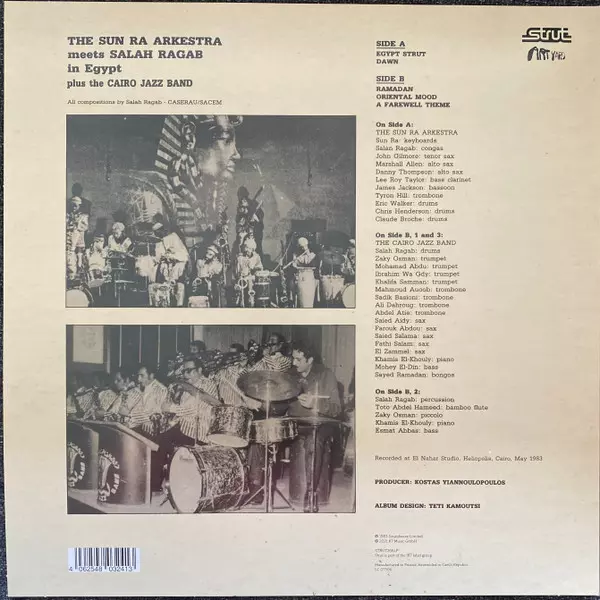 THE SUN RA ARKESTRA
meets SALAH RAGAB
in Egypt
plus the CAIRO JAZZ BAND
All compositions by Salah Ragab - CASERAU/SACEM
SIDE A
EGYPT STRUT
DAWN
SIDE B
RAMADAN
ORIENTAL MOOD
A FAREWELL THEME
Strut
ART YARD
On Side A:
THE SUN RA ARKESTRA
Sun Ra: keyboards
Salah Ragab: congas
John Gilmore: tenor sax
Marshall Allen: alto sax
Danny Thompson: alto sax
Lee Roy Taylor: bass clarinet
James Jackson: bassoon
Tyron Hill: trombone
Eric Walker: drums
Chris Henderson: drums
Claude Broche: drums
On Side B, 1 and 3:
THE CAIRO JAZZ BAND
Salah Ragab: drums
Zaky Osman: trumpet
Mohamad Abdu: trumpet
Ibrahim Wa Gdy: trumpet
Khalifa Samman: trumpet
Mahmoud Auoob: trombone
Sadik Basioni: trombone
Ali Dahroug: trombone
Abdel Atie: trombone
Saied Aidy: sax
Farouk Abdou: sax
Saied Salama: sax
Fathi Salam: sax
El Zammel: sax
Khamis El-Khouly: piano
Mohey El-Din: bass
Sayed Ramadan: bongos
On Side B, 2:
Salah Ragab: percussion
Toto Abdel Hameed: bamboo flute
Zaky Osman: piccolo
Khamis El-Khouly: piano
Esmat Abbas: bass
Recorded at El Nahar Studio, Heliopolis, Cairo, May 1983
PRODUCER: KOSTAS YIANNOULOPOULOS
ALBUM DESIGN: TETI KAMOUTSI
4 062548 032413